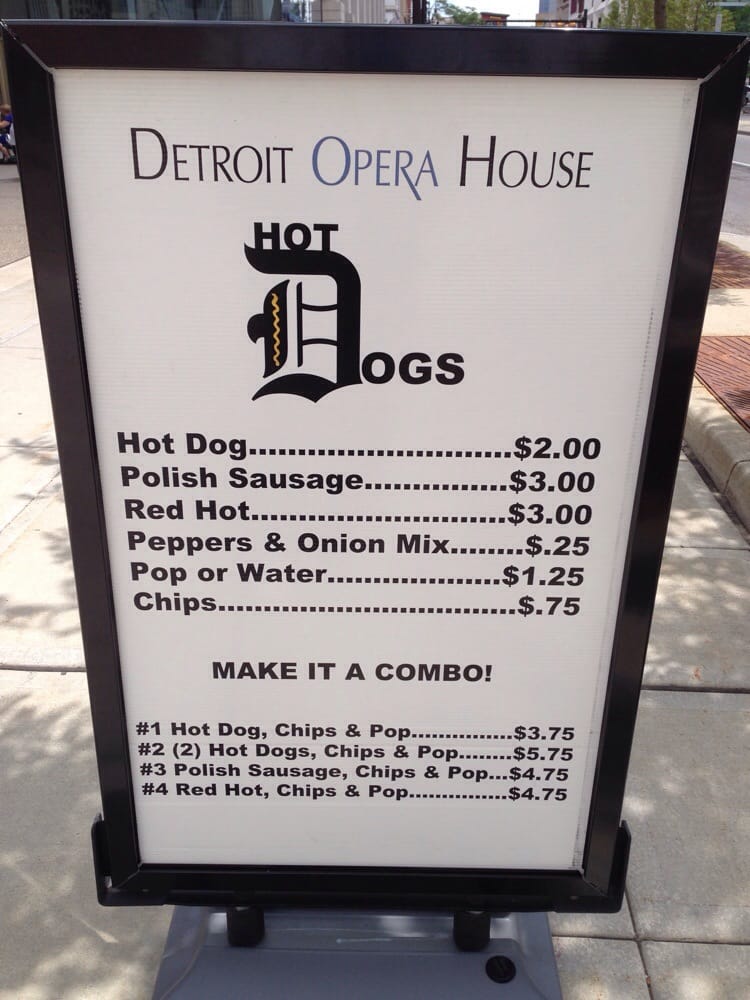 DETROIT OPERA HOUSE
HOT
DOGS
Hot Dog...........................$2.00
Polish Sausage...............$3.00
Red Hot..........................$3.00
Peppers & Onion Mix........$.25
Pop or Water..................$1.25
Chips...............................$.75
MAKE IT A COMBO!
#1 Hot Dog, Chips & Pop...............$3.75
#2 (2) Hot Dogs, Chips & Pop........$5.75
#3 Polish Sausage, Chips & Pop...$4.75
#4 Red Hot, Chips & Pop...............$4.75